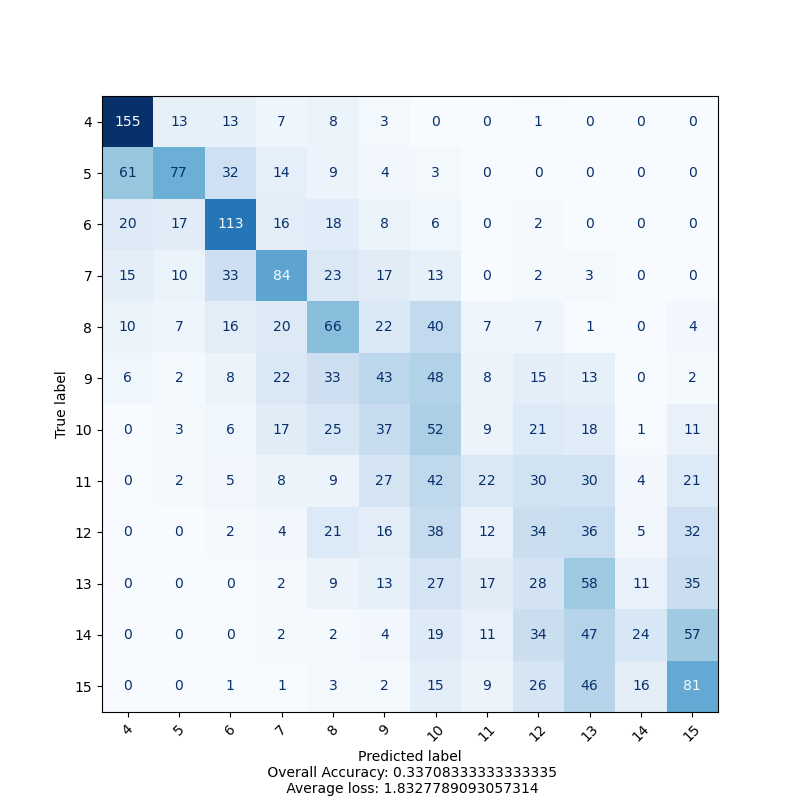 4 155 13 13 7 8 3 0 0 1 0 0 0
5 61 77 32 14 9 4 3 0 0 0 0 0
6 20 17 113 16 18 8 6 0 2 0 0 0
7 15 10 33 84 23 17 13 0 2 3 0 0
8 10 7 16 20 66 22 40 7 7 1 0 4
9 6 2 8 22 33 43 48 8 15 13 0 2
10 0 3 6 17 25 37 52 9 21 18 1 11
11 0 2 5 8 9 27 42 22 30 30 4 21
12 0 0 2 4 21 16 38 12 34 36 5 32
13 0 0 0 2 9 13 27 17 28 58 11 35
14 0 0 0 2 2 4 19 11 34 47 24 57
15 0 0 1 1 3 2 15 9 26 46 16 81
True label
4 5 6 7 8 9 10 11 12 13 14 15
Predicted label
Overall Accuracy: 0.33708333333333335
Average loss: 1.8327789093057314